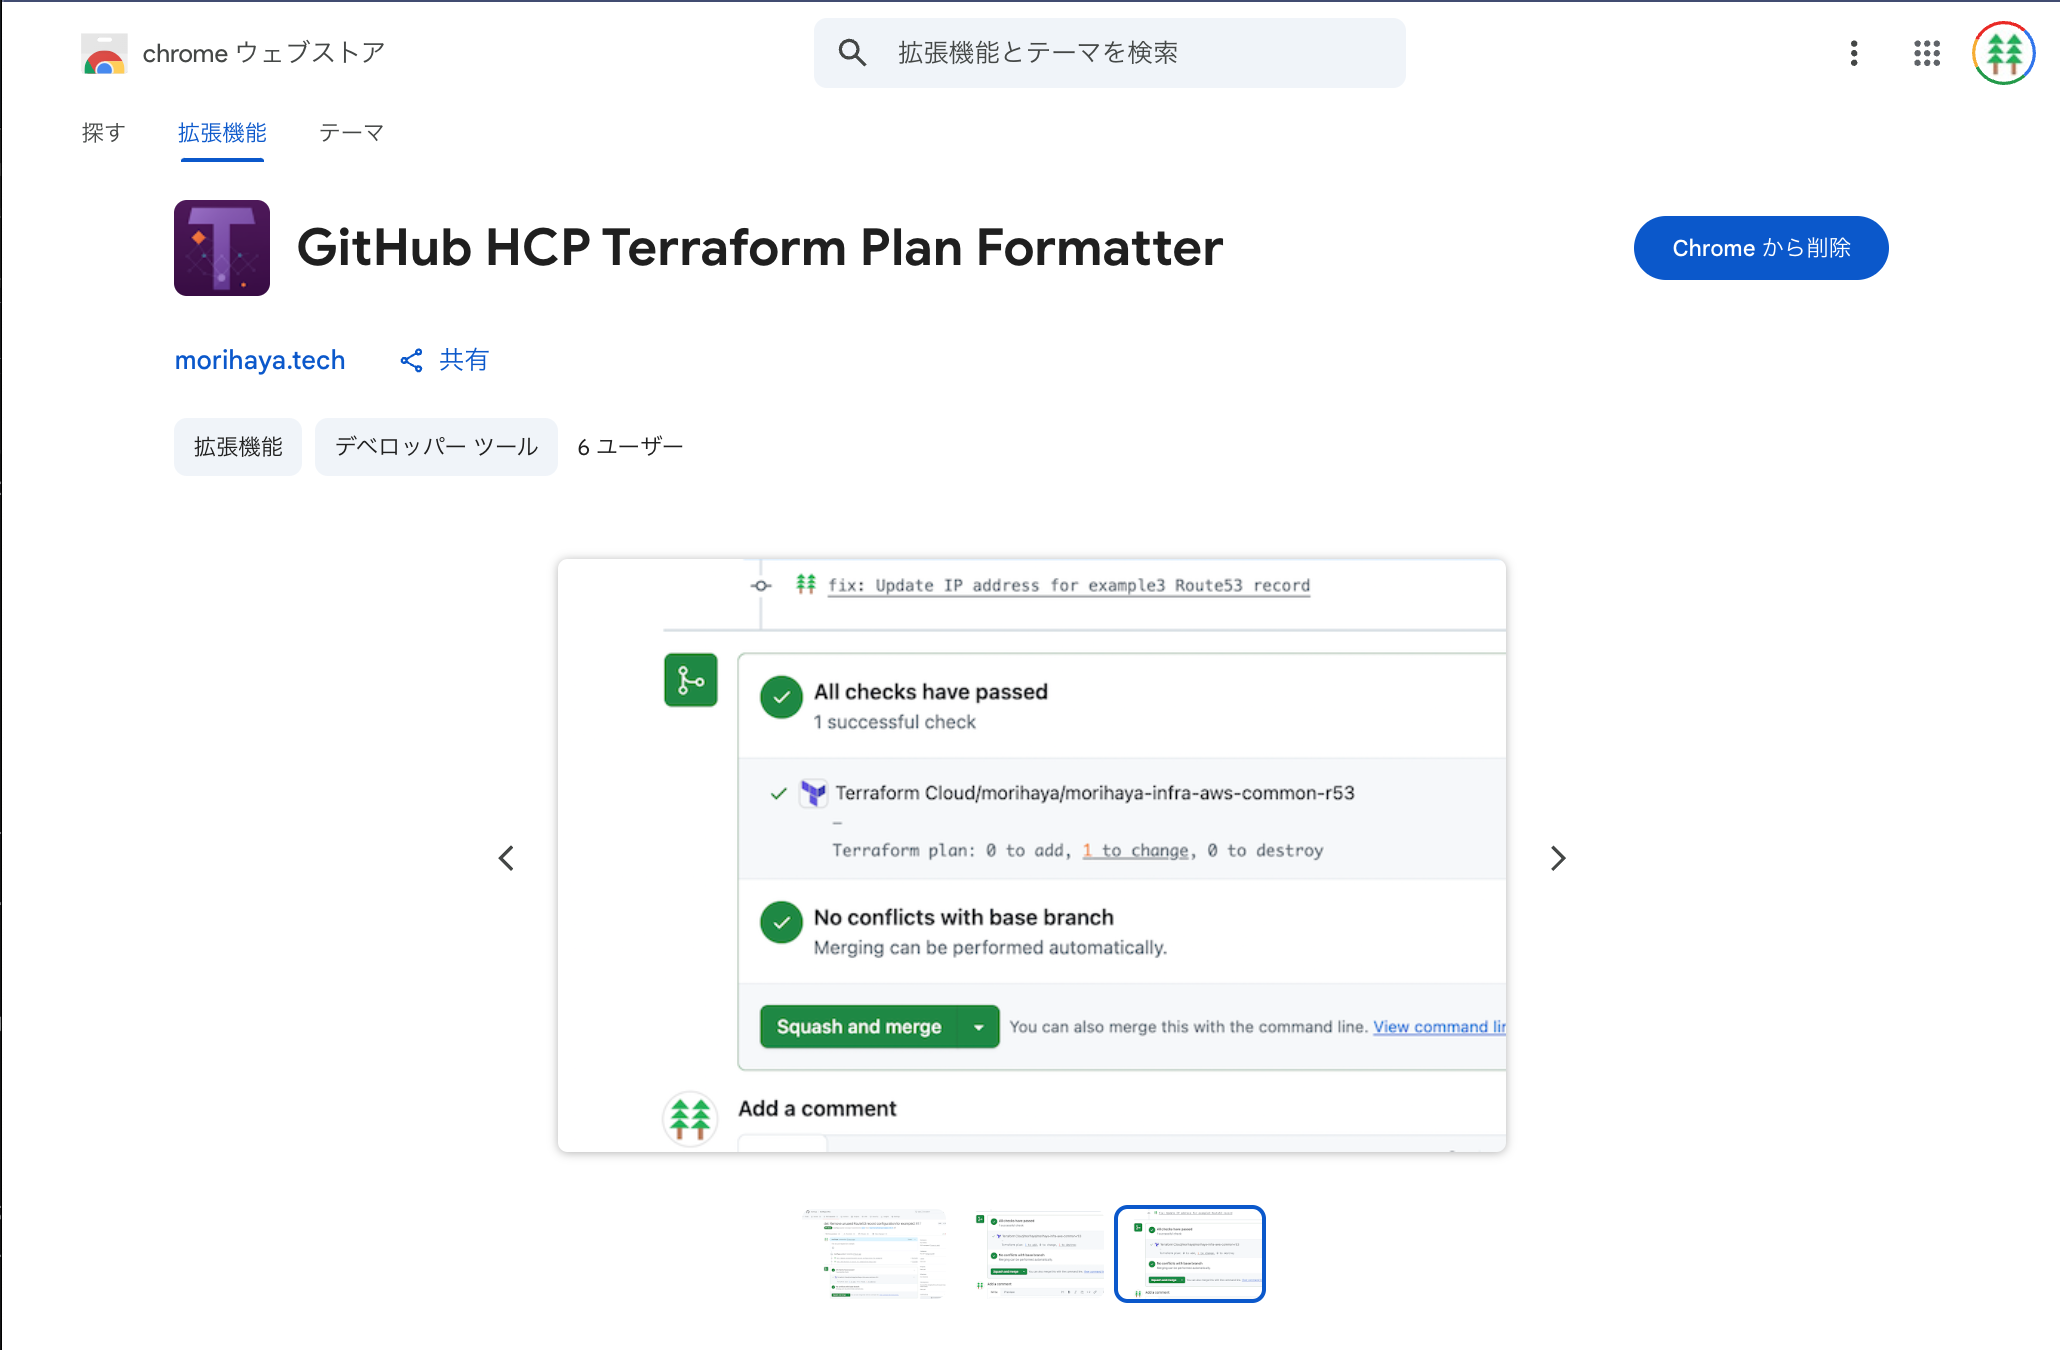 chrome ウェブストア
拡張機能とテーマを検索
探す 拡張機能 テーマ
GitHub HCP Terraform Plan Formatter
Chrome から削除
morihaya.tech 共有
拡張機能 デベロッパー ツール 6 ユーザー
fix: Update IP address for example3 Route53 record
All checks have passed
1 successful check
Terraform Cloud/morihaya/morihaya-infra-aws-common-r53
—
Terraform plan: 0 to add, 1 to change, 0 to destroy
No conflicts with base branch
Merging can be performed automatically.
Squash and merge You can also merge this with the command line. View command
Add a comment